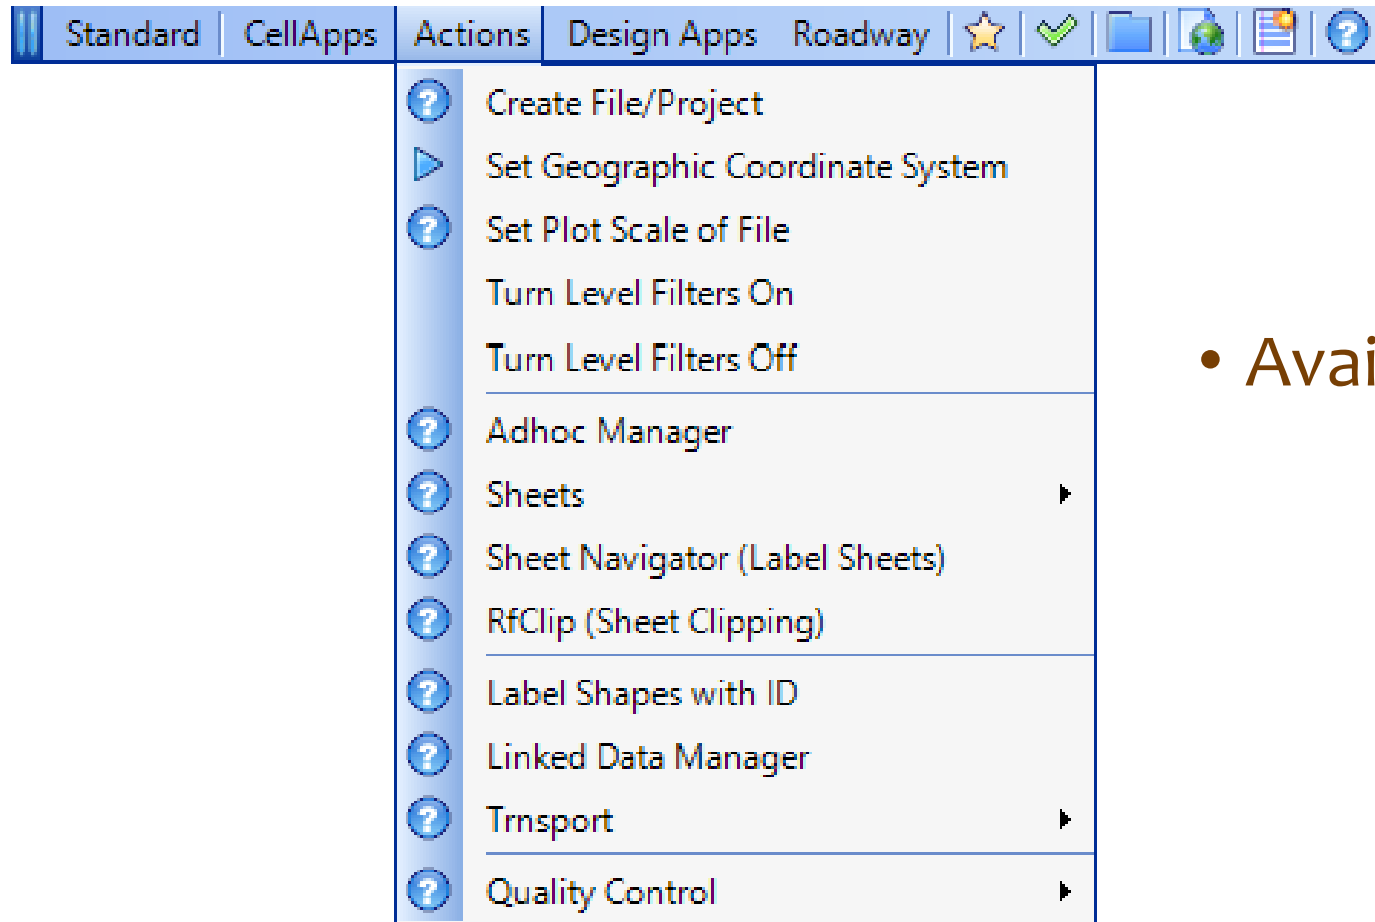 Standard CellApps Actions Design Apps Roadway
Create File/Project
Set Geographic Coordinate System
Set Plot Scale of File
Turn Level Filters On
Turn Level Filters Off
• Avai
Adhoc Manager
Sheets
Sheet Navigator (Label Sheets)
RfClip (Sheet Clipping)
Label Shapes with ID
Linked Data Manager
Trnsport
Quality Control